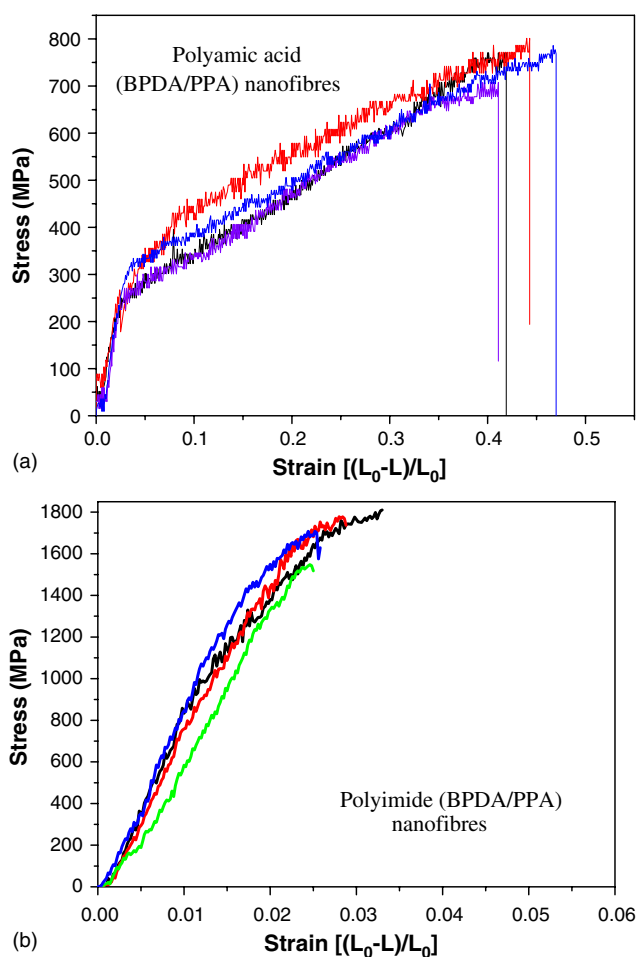 800
700
600
500
400
300
200
100
0
Stress (MPa)
Polyamic acid
(BPDA/PPA) nanofibres
0.0 0.1 0.2 0.3 0.4 0.5
(a)
Strain [(L₀-L)/L₀]
1800
1600
1400
1200
1000
800
600
400
200
0
Stress (MPa)
Polyimide (BPDA/PPA)
nanofibres
0.00 0.01 0.02 0.03 0.04 0.05 0.06
(b)
Strain [(L₀-L)/L₀]